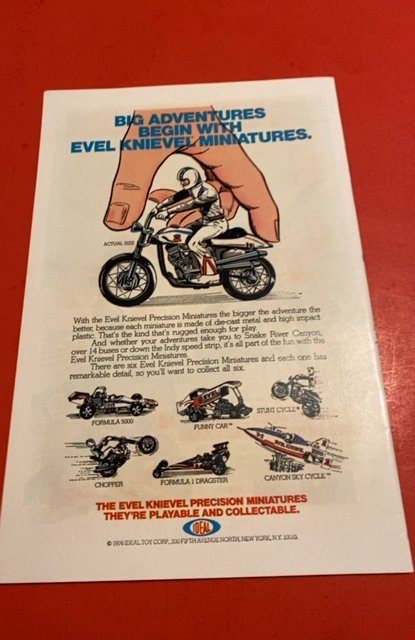 BIG ADVENTURES
BEGIN WITH
EVEL KNIEVEL MINIATURES.
ACTUAL SIZE
With the Evel Knievel Precision Miniatures the bigger the adventure the
better, because each miniature is made of die-cast metal and high impact
plastic. That's the kind that's rugged enough for play.
And whether your adventures take you to Snake River Canyon,
over 14 buses or down the Indy speed strip, it's all part of the fun with the
Evel Knievel Precision Miniatures.
There are six Evel Knievel Precision Miniatures and each one has
remarkable detail, so you'll want to collect all six.
FORMULA 5000
FUNNY CAR™
STUNT CYCLE®
CHOPPER
FORMULA 1 DRAGSTER
CANYON SKY CYCLE™
THE EVEL KNIEVEL PRECISION MINIATURES
THEY'RE PLAYABLE AND COLLECTABLE.
IDEAL
© 1976 IDEAL TOY CORP., 200 FIFTH AVENUE NORTH, NEW YORK, N.Y. 10010.